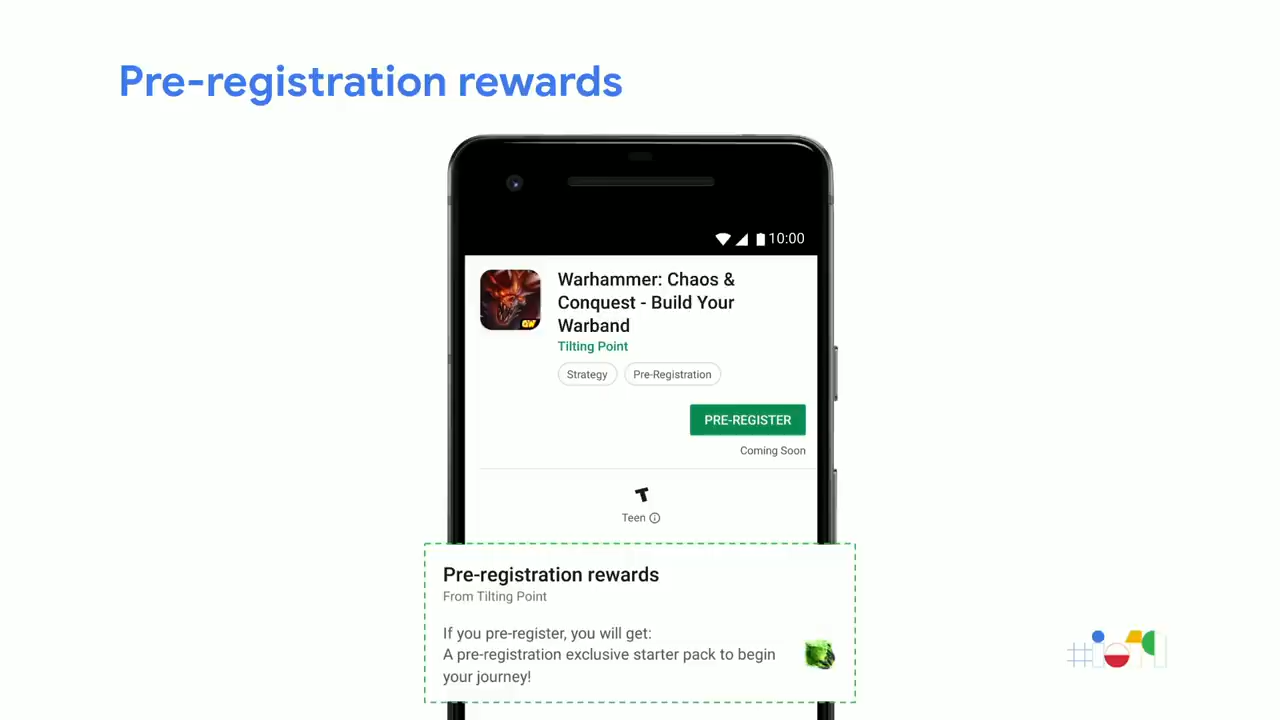 Pre-registration rewards
10:00
Warhammer: Chaos &
Conquest - Build Your
Warband
Tilting Point
Strategy
Pre-Registration
PRE-REGISTER
Coming Soon
T
Teen
Pre-registration rewards
From Tilting Point
If you pre-register, you will get:
A pre-registration exclusive starter pack to begin
your journey!
GW
#io19